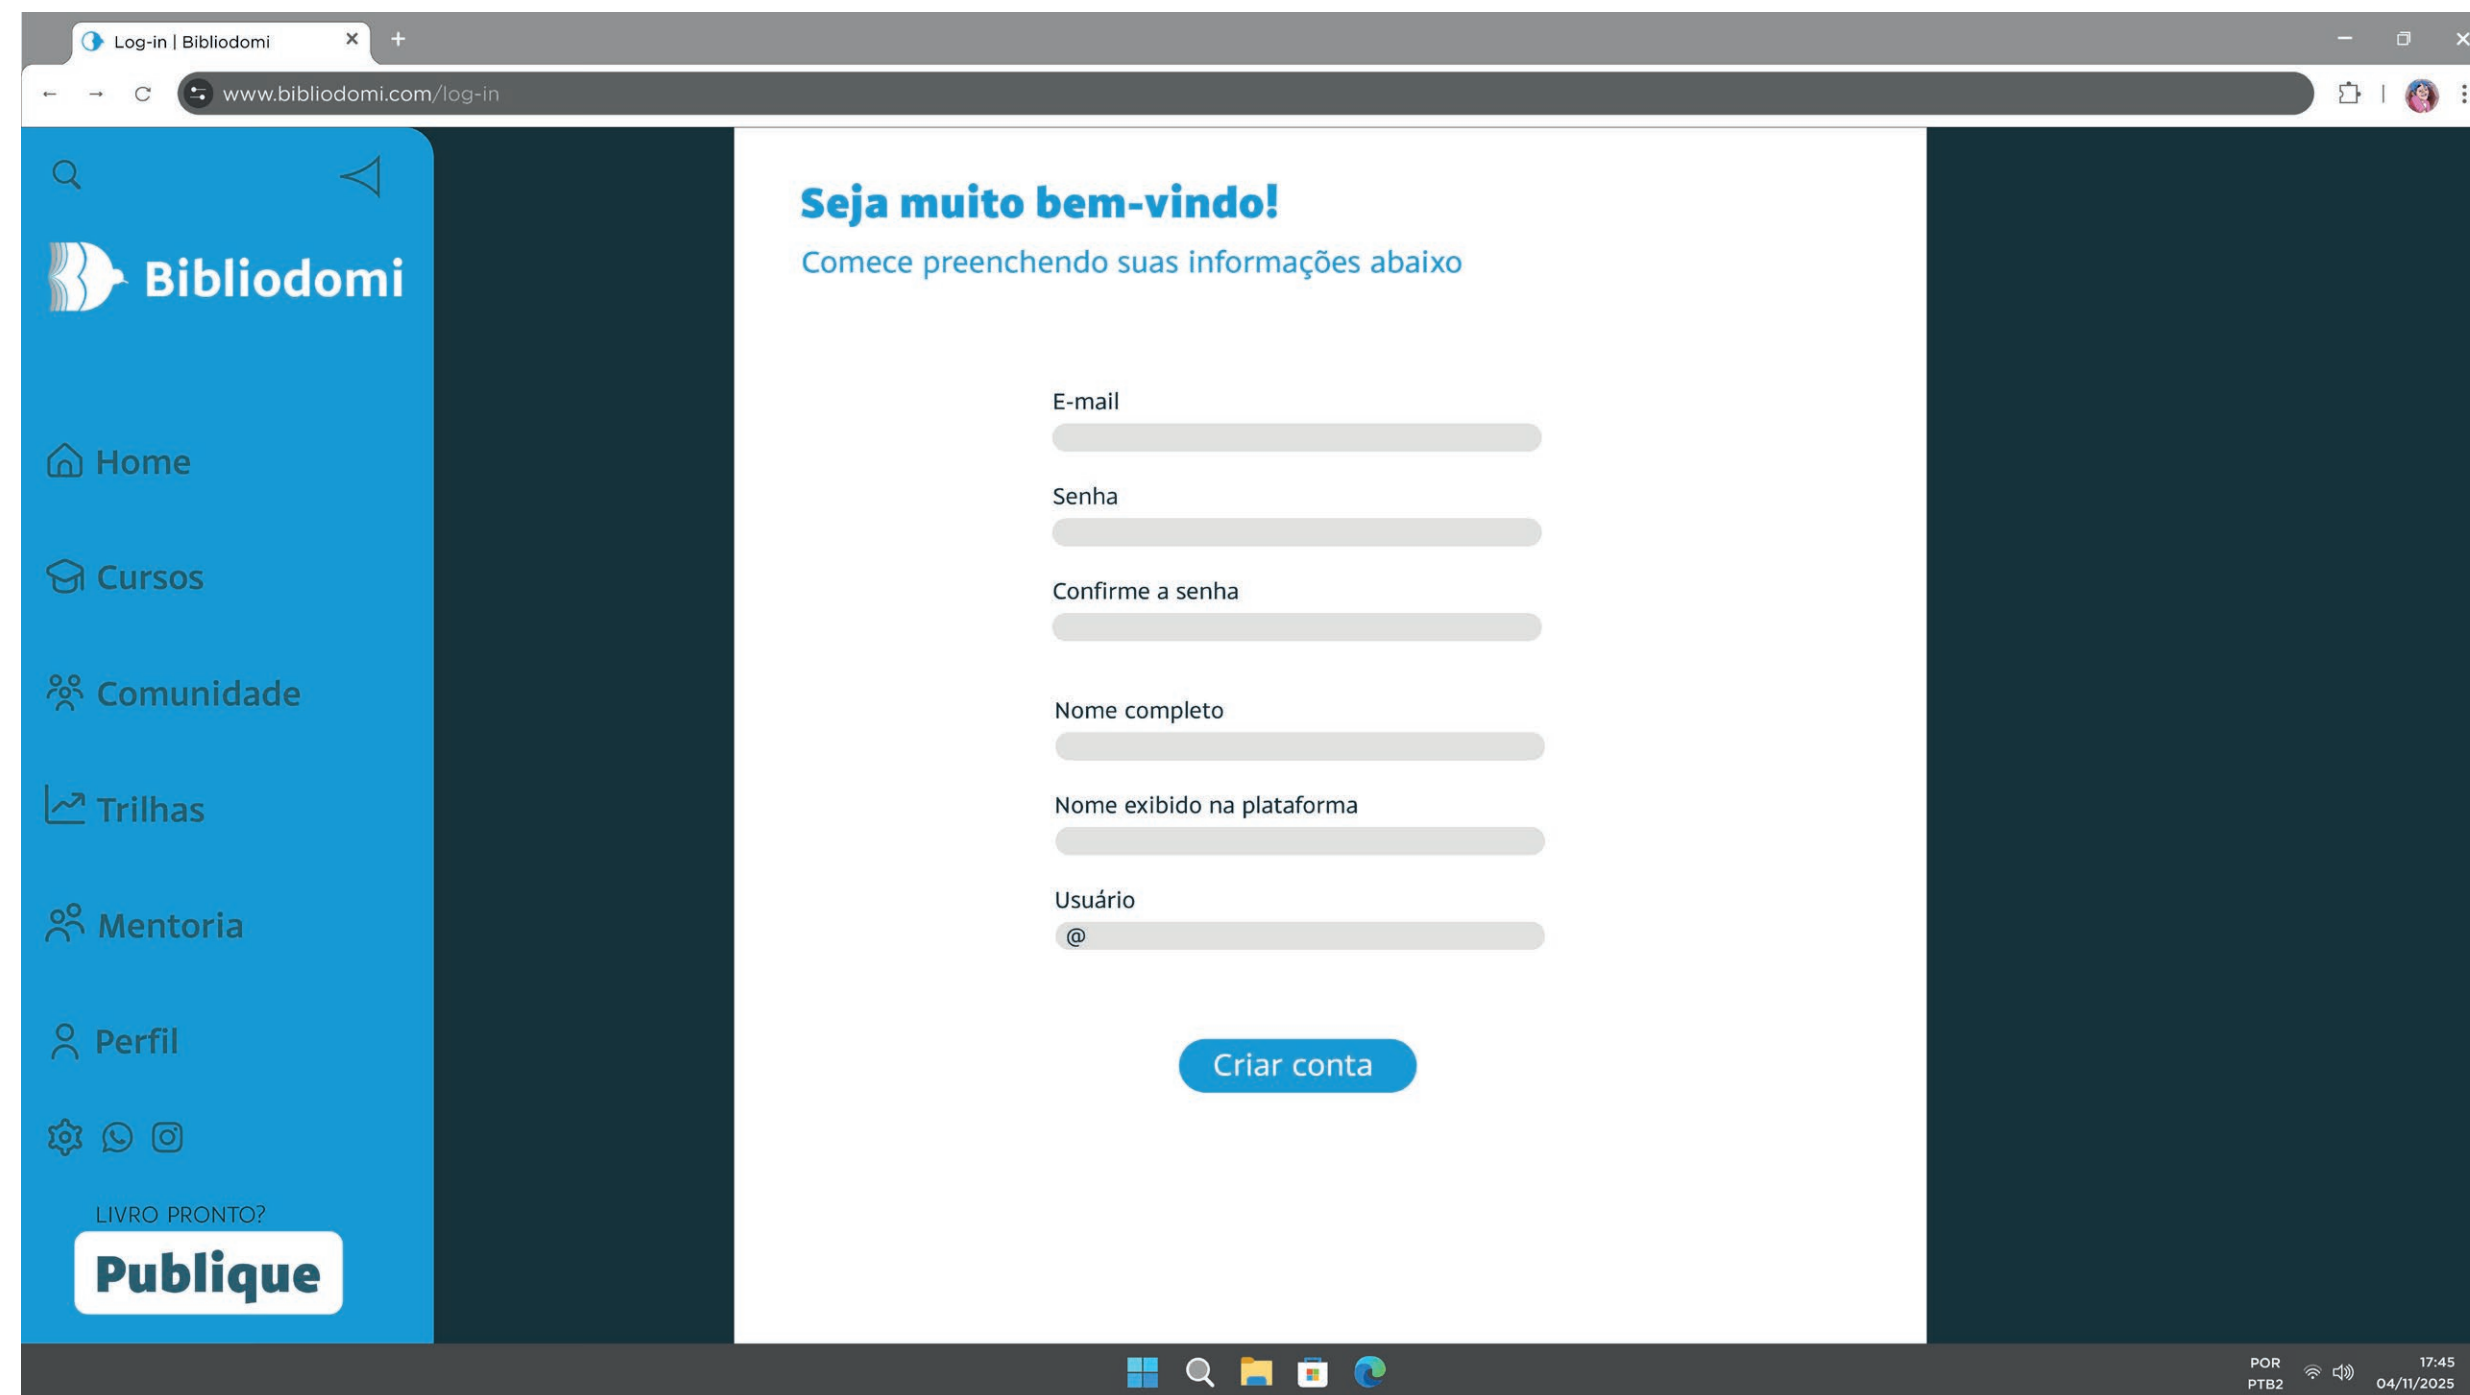 Log-in | Bibliodomi
www.bibliodomi.com/log-in
Bibliodomi
Home
Cursos
Comunidade
Trilhas
Mentoria
Perfil
LIVRO PRONTO?
Publique
Seja muito bem-vindo!
Comece preenchendo suas informações abaixo
E-mail
Senha
Confirme a senha
Nome completo
Nome exibido na plataforma
Usuário
@
Criar conta
POR
PTB2
17:45
04/11/2025